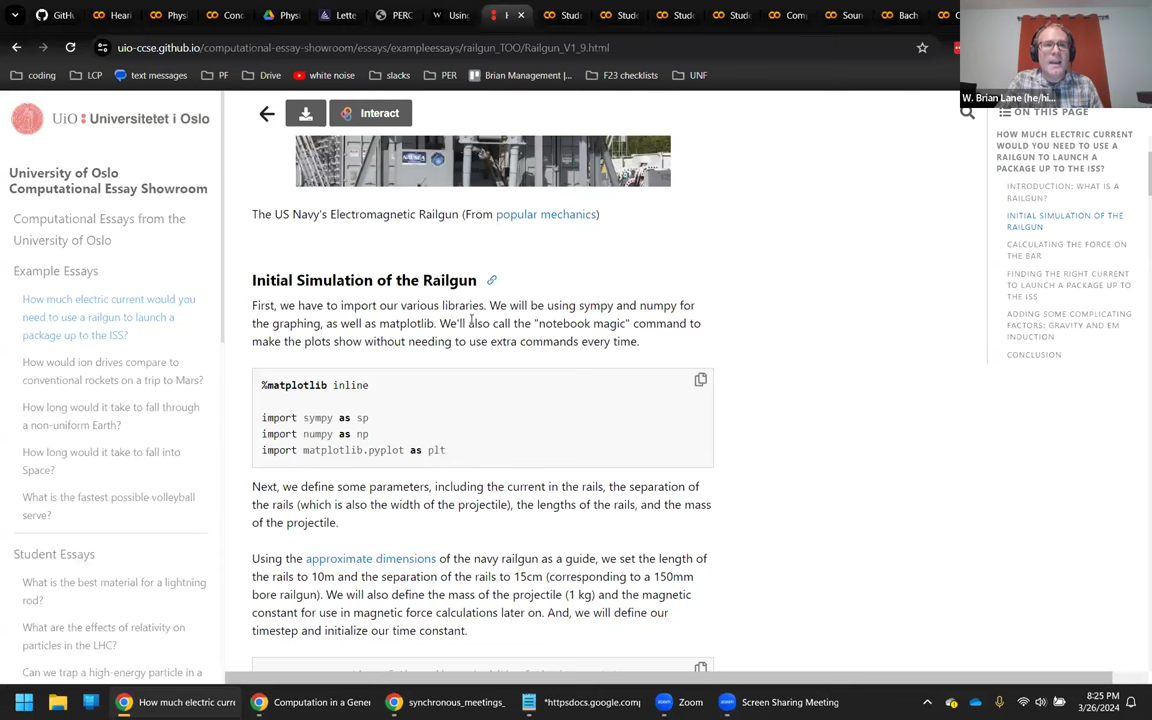 GitHu
Heari
Physi
Conc
Physi
Lette
PERC
Using
Stud
Stud
Stud
Stud
Comp
Soun
Bach
uio-ccse.github.io/computational-essay-showroom/essays/exampleessays/railgun_TOO/Railgun_V1_9.html
coding
LCP
text messages
PF
Drive
white noise
slacks
PER
Brian Management |...
F23 checklists
UNF
W. Brian Lane (he/hi...
UiO Universitetet i Oslo
University of Oslo
Computational Essay Showroom
Computational Essays from the
University of Oslo
Example Essays
How much electric current would you
need to use a railgun to launch a
package up to the ISS?
How would ion drives compare to
conventional rockets on a trip to Mars?
How long would it take to fall through
a non-uniform Earth?
How long would it take to fall into
Space?
What is the fastest possible volleyball
serve?
Student Essays
What is the best material for a lightning
rod?
What are the effects of relativity on
particles in the LHC?
Can we trap a high-energy particle in a
Interact
The US Navy's Electromagnetic Railgun (From popular mechanics)
Initial Simulation of the Railgun
First, we have to import our various libraries. We will be using sympy and numpy for
the graphing, as well as matplotlib. We'll also call the "notebook magic" command to
make the plots show without needing to use extra commands every time.
%matplotlib inline
import sympy as sp
import numpy as np
import matplotlib.pyplot as plt
Next, we define some parameters, including the current in the rails, the separation of
the rails (which is also the width of the projectile), the lengths of the rails, and the mass
of the projectile.
Using the approximate dimensions of the navy railgun as a guide, we set the length of
the rails to 10m and the separation of the rails to 15cm (corresponding to a 150mm
bore railgun). We will also define the mass of the projectile (1 kg) and the magnetic
constant for use in magnetic force calculations later on. And, we will define our
timestep and initialize our time constant.
ON THIS PAGE
HOW MUCH ELECTRIC CURRENT
WOULD YOU NEED TO USE A
RAILGUN TO LAUNCH A
PACKAGE UP TO THE ISS?
INTRODUCTION: WHAT IS A
RAILGUN?
INITIAL SIMULATION OF THE
RAILGUN
CALCULATING THE FORCE ON
THE BAR
FINDING THE RIGHT CURRENT
TO LAUNCH A PACKAGE UP TO
THE ISS
ADDING SOME COMPLICATING
FACTORS: GRAVITY AND EM
INDUCTION
CONCLUSION
How much electric curre
Computation in a Gene
synchronous_meetings_
*httpsdocs.google.com
Zoom
Screen Sharing Meeting
8:25 PM
3/26/2024